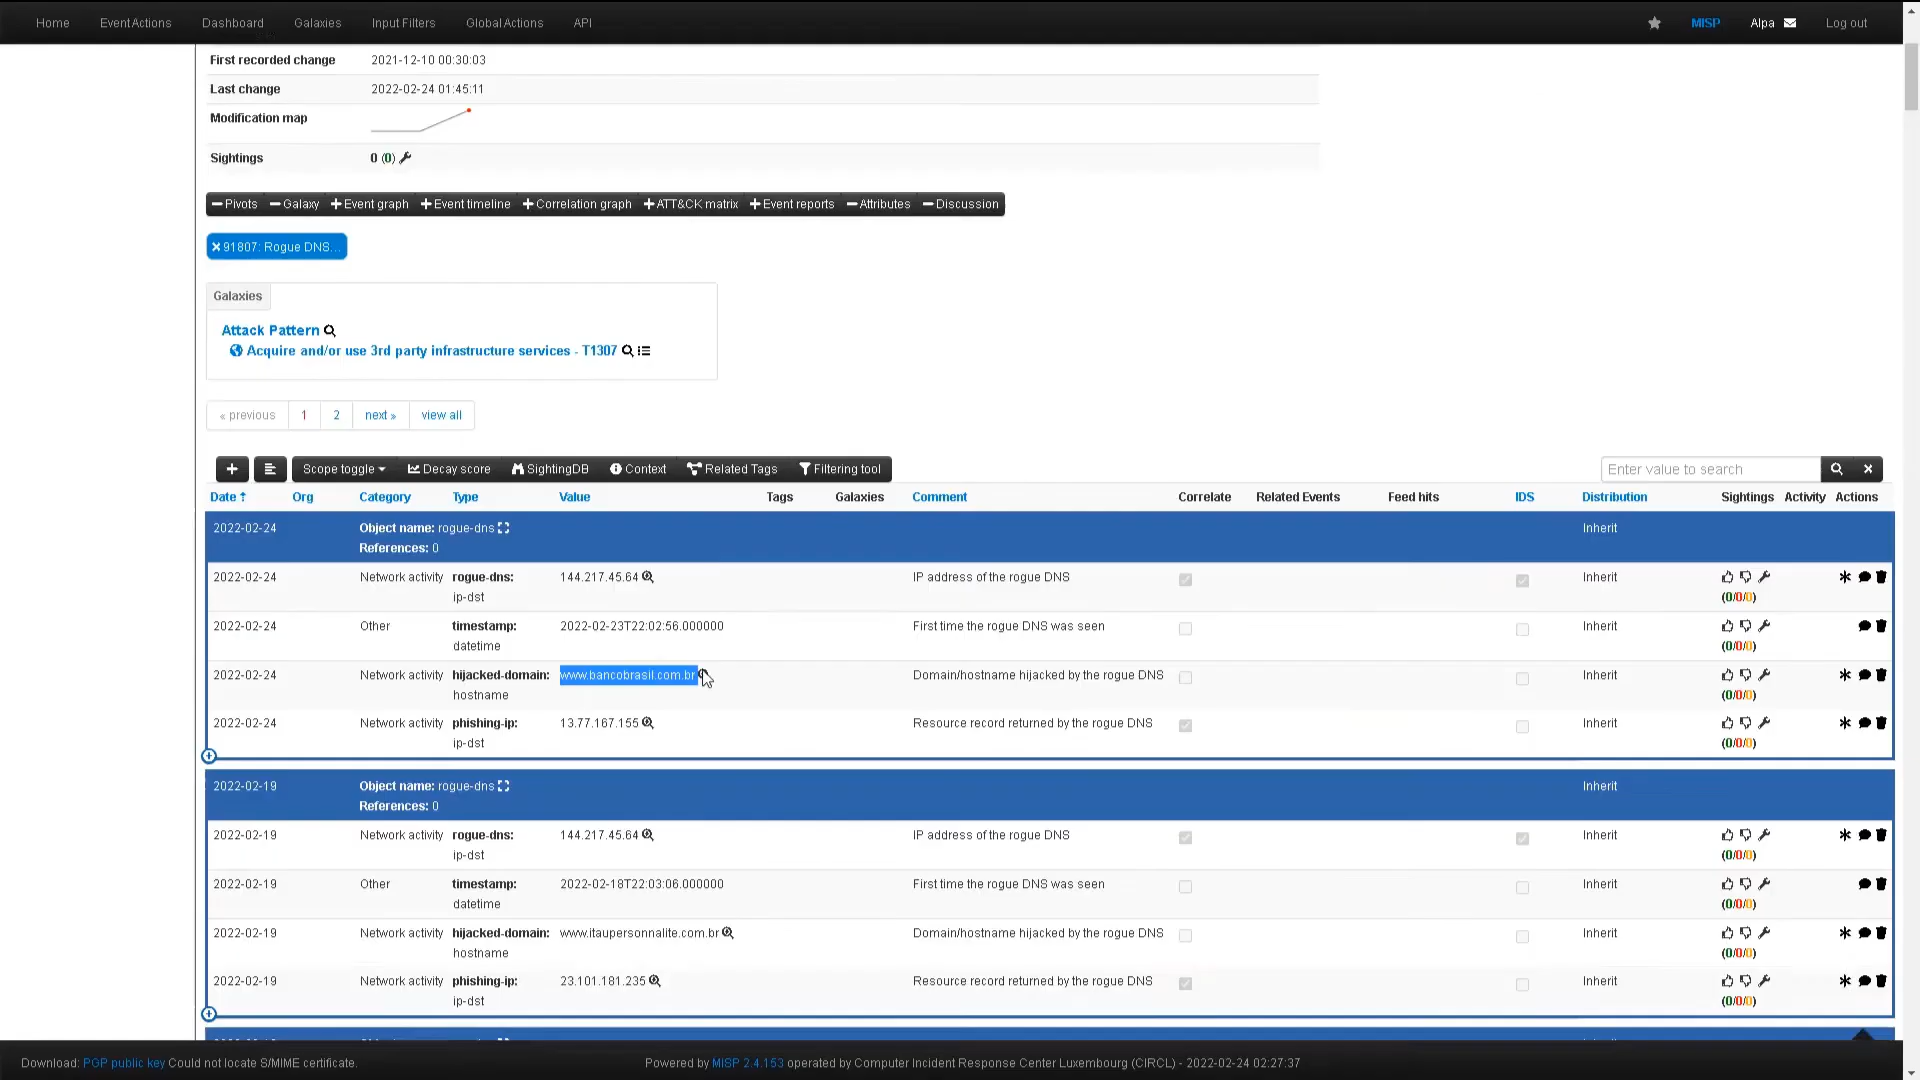 Home Event Actions Dashboard Galaxies Input Filters Global Actions API MISP Alpa Log out
First recorded change 2021-12-10 00:30:03
Last change 2022-02-24 01:45:11
Modification map
Sightings 0 (0)
Pivots Galaxy Event graph Event timeline Correlation graph ATT&CK matrix Event reports Attributes Discussion
91807: Rogue DNS...
Galaxies
Attack Pattern
Acquire and/or use 3rd party infrastructure services - T1307
« previous 1 2 next » view all
Scope toggle Decay score SightingDB Context Related Tags Filtering tool Enter value to search
Date Org Category Type Value Tags Galaxies Comment Correlate Related Events Feed hits IDS Distribution Sightings Activity Actions
2022-02-24 Object name: rogue-dns Inherit
References: 0
2022-02-24 Network activity rogue-dns: 144.217.45.64 IP address of the rogue DNS Inherit
ip-dst (0/0/0)
2022-02-24 Other timestamp: 2022-02-23T22:02:56.000000 First time the rogue DNS was seen Inherit
datetime (0/0/0)
2022-02-24 Network activity hijacked-domain: www.bancobrasil.com.br Domain/hostname hijacked by the rogue DNS Inherit
hostname (0/0/0)
2022-02-24 Network activity phishing-ip: 13.77.167.155 Resource record returned by the rogue DNS Inherit
ip-dst (0/0/0)
2022-02-19 Object name: rogue-dns Inherit
References: 0
2022-02-19 Network activity rogue-dns: 144.217.45.64 IP address of the rogue DNS Inherit
ip-dst (0/0/0)
2022-02-19 Other timestamp: 2022-02-18T22:03:06.000000 First time the rogue DNS was seen Inherit
datetime (0/0/0)
2022-02-19 Network activity hijacked-domain: www.itaupersonnalite.com.br Domain/hostname hijacked by the rogue DNS Inherit
hostname (0/0/0)
2022-02-19 Network activity phishing-ip: 23.101.181.235 Resource record returned by the rogue DNS Inherit
ip-dst (0/0/0)
Download: PGP public key Could not locate S/MIME certificate. Powered by MISP 2.4.153 operated by Computer Incident Response Center Luxembourg (CIRCL) - 2022-02-24 02:27:37